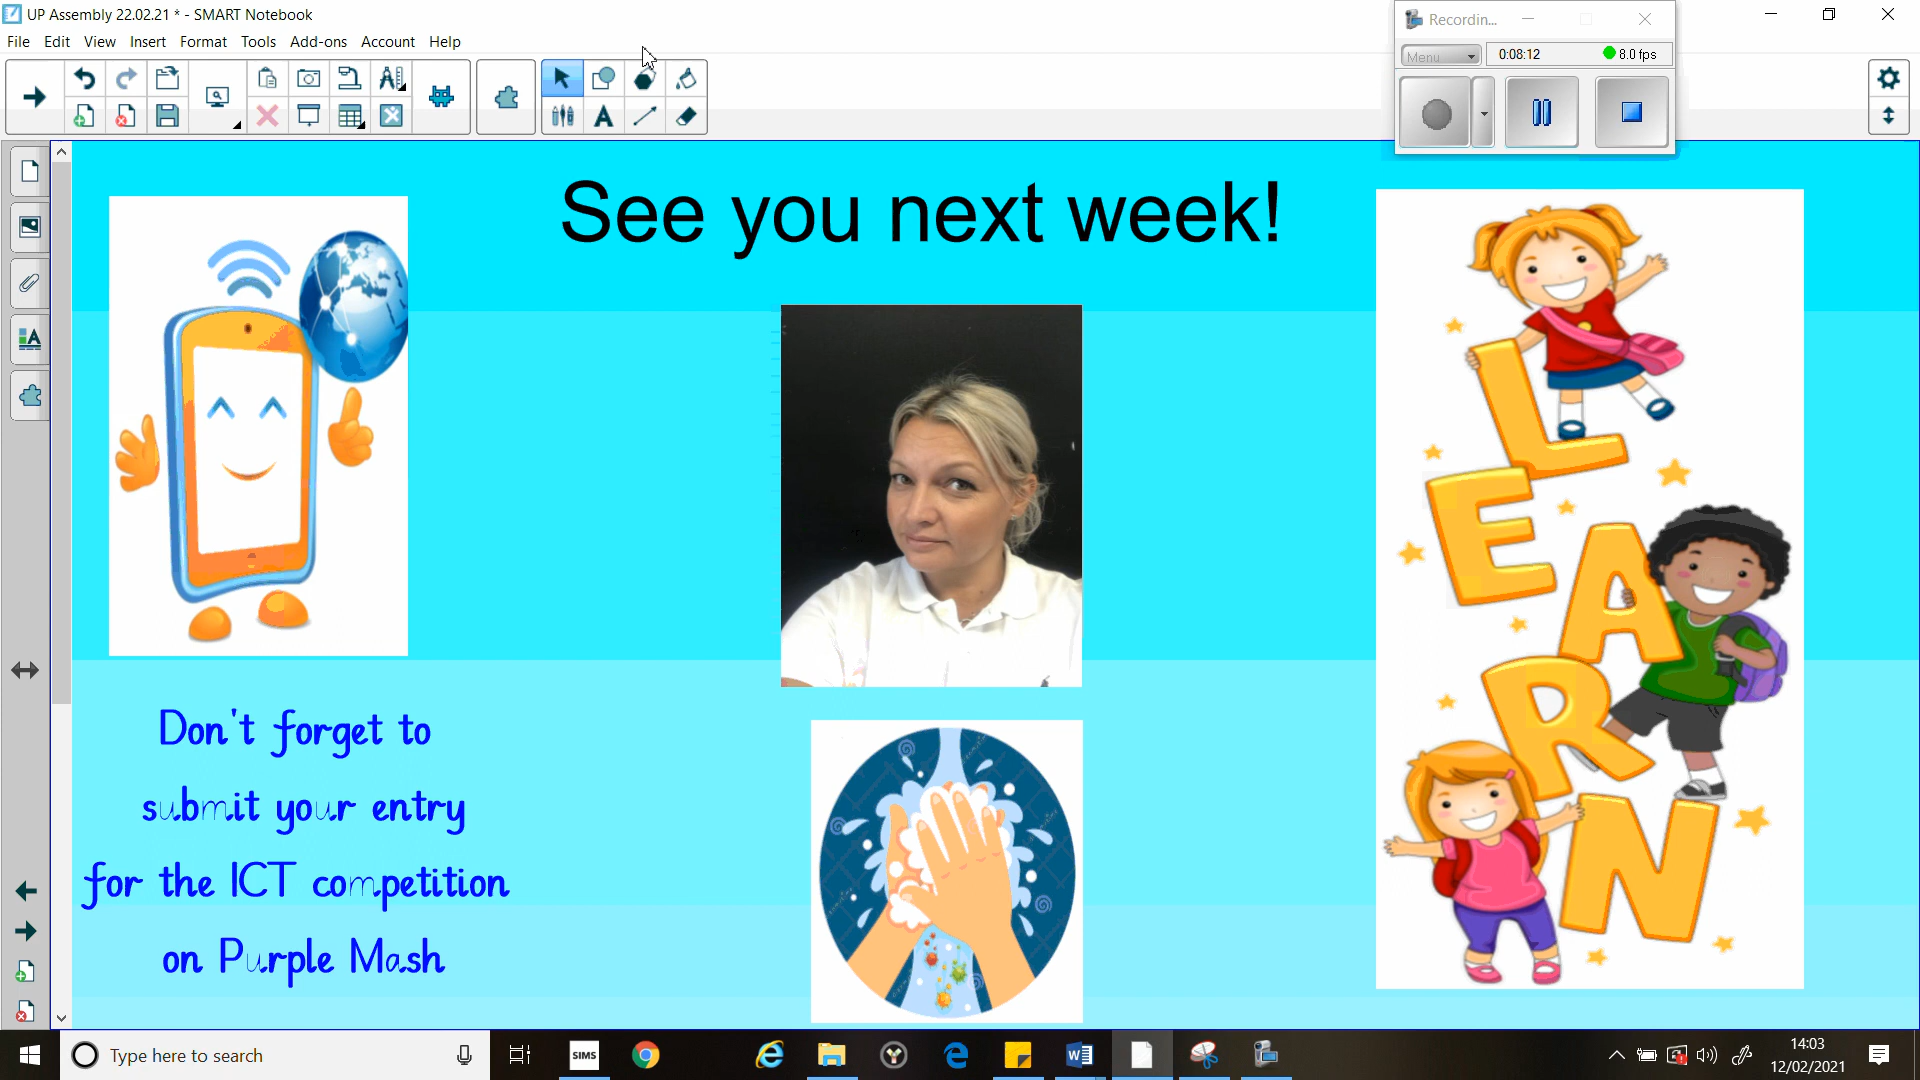 UP Assembly 22.02.21 * - SMART Notebook
File Edit View Insert Format Tools Add-ons Account Help
Recordin...
Menu
0:08:12
8.0 fps
See you next week!
L
E
A
R
N
Don't forget to
submit your entry
for the ICT competition
on Purple Mash
Type here to search
SIMS
14:03
12/02/2021